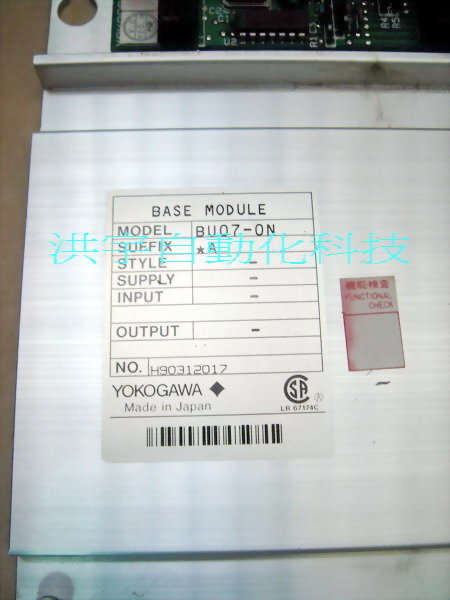 BASE MODULE
MODEL BU07-0N
SUFFIX *A
STYLE -
SUPPLY -
INPUT -
OUTPUT -
NO. H90312017
YOKOGAWA
Made in Japan
LR 67174C
機能検査
FUNCTIONAL
CHECK
洪宇自動化科技